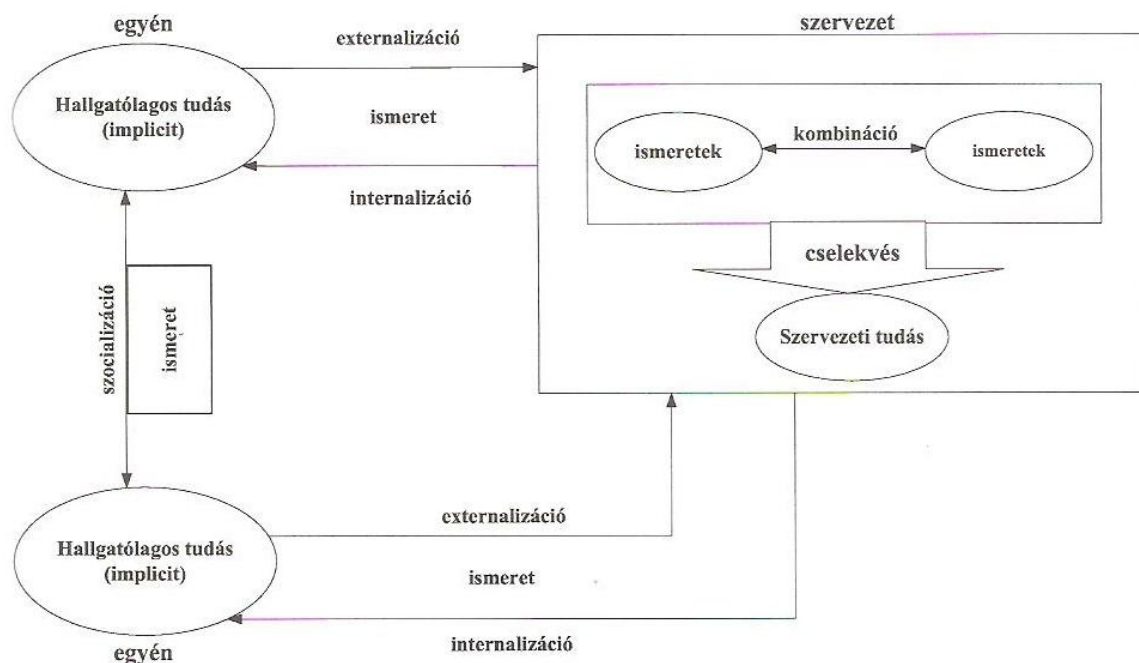 egyén
externalizáció
szervezet
Hallgatólagos tudás
(implicit)
ismeret
ismeretek
kombináció
ismeretek
internalizáció
cselekvés
szocializáció
ismeret
Szervezeti tudás
externalizáció
Hallgatólagos tudás
(implicit)
ismeret
internalizáció
egyén